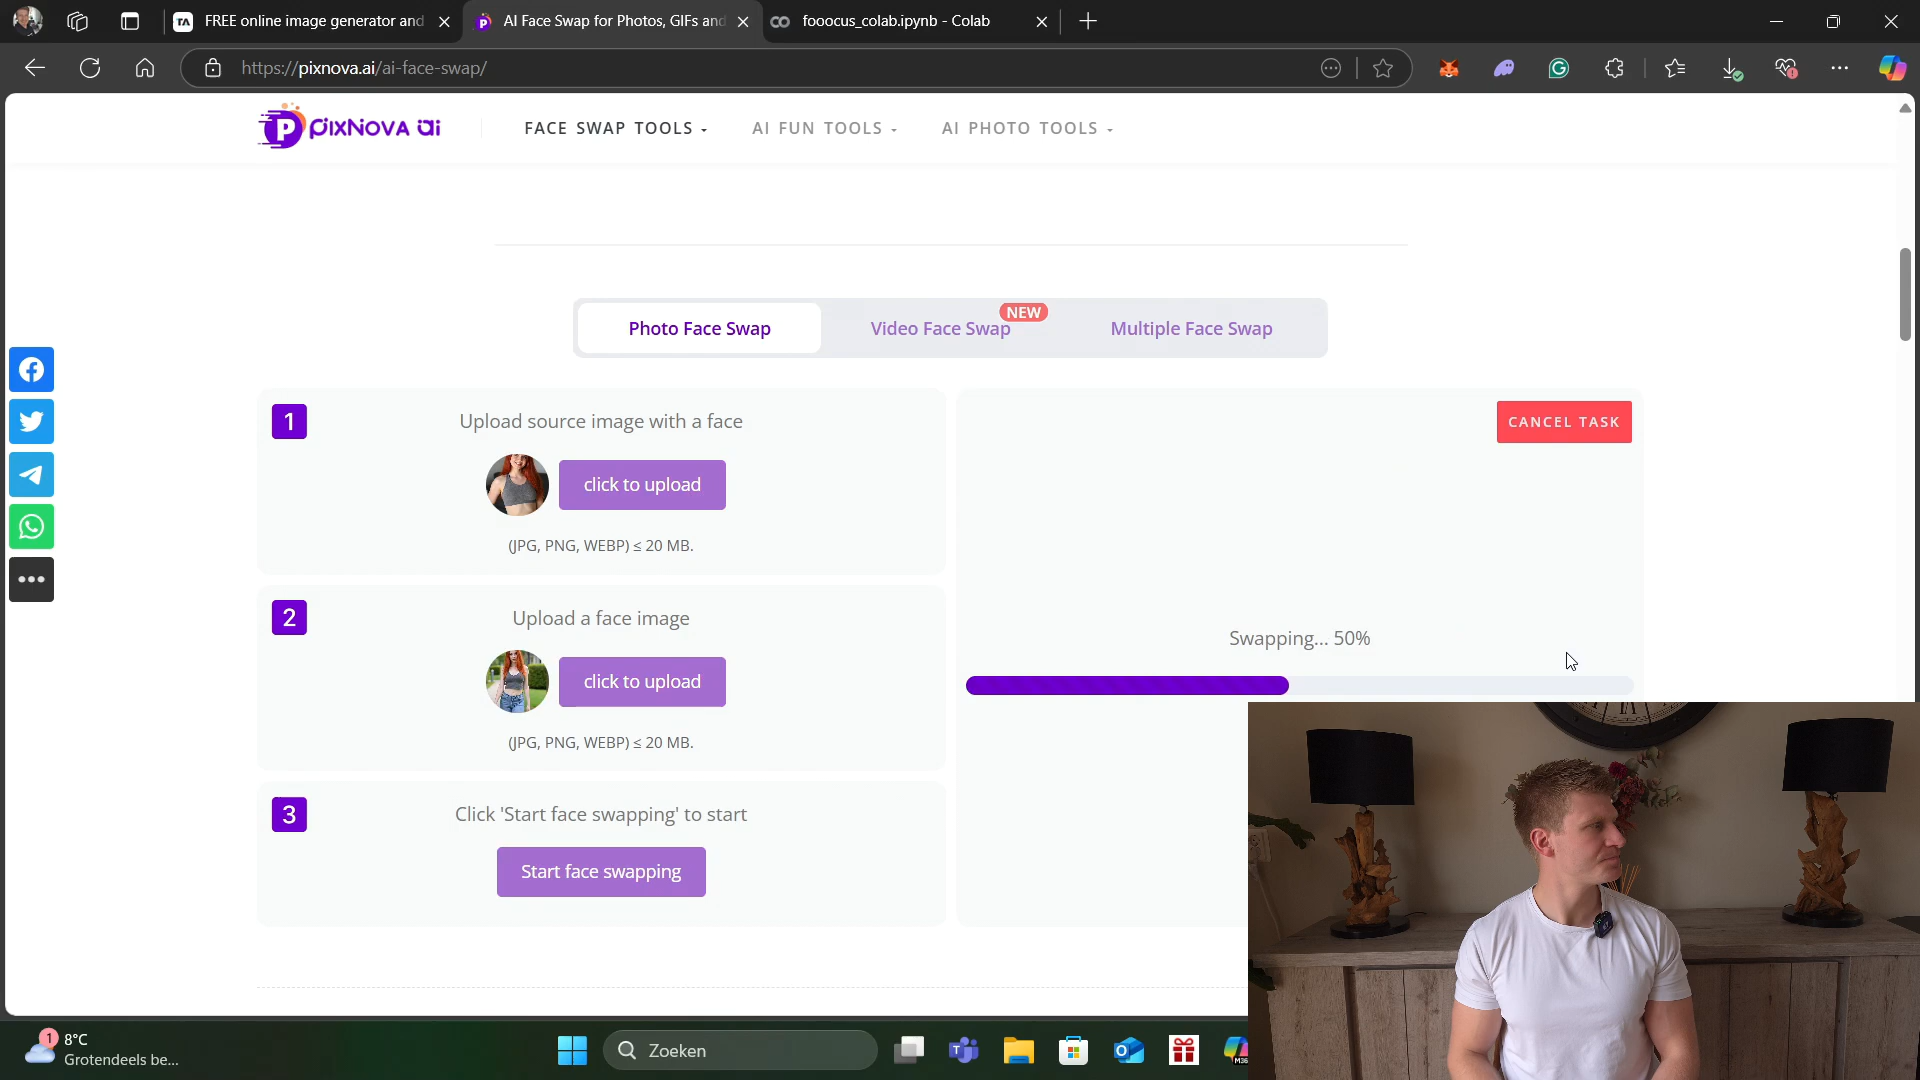 FREE online image generator and
AI Face Swap for Photos, GIFs and
fooocus_colab.ipynb - Colab
https://pixnova.ai/ai-face-swap/
PIXNOVA ai
FACE SWAP TOOLS
AI FUN TOOLS
AI PHOTO TOOLS
Photo Face Swap
Video Face Swap
NEW
Multiple Face Swap
1
Upload source image with a face
click to upload
(JPG, PNG, WEBP) ≤ 20 MB.
2
Upload a face image
click to upload
(JPG, PNG, WEBP) ≤ 20 MB.
3
Click 'Start face swapping' to start
Start face swapping
CANCEL TASK
Swapping... 50%
1
8°C
Grotendeels be...
Zoeken